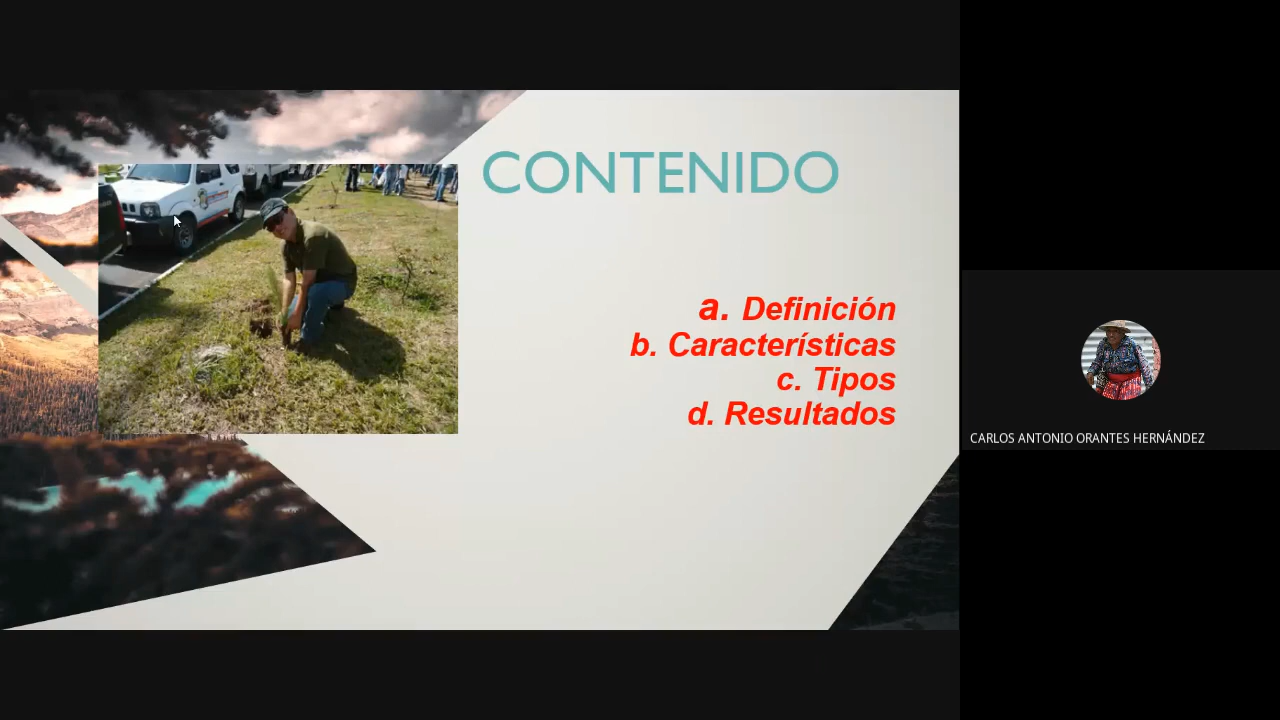 CONTENIDO
a. Definición
b. Características
c. Tipos
d. Resultados
CARLOS ANTONIO ORANTES HERNÁNDEZ